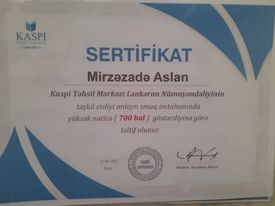 KASPİ
SERTİFİKAT
Mirzəzadə Aslan
Kaspi Təhsil Mərkəzi Lənkəran Nümayəndəliyinin
təşkil etdiyi onlayn sınaq imtahanında
yüksək nəticə ( 700 bal ) göstərdiyinə görə
təltif olunur.
Tarix